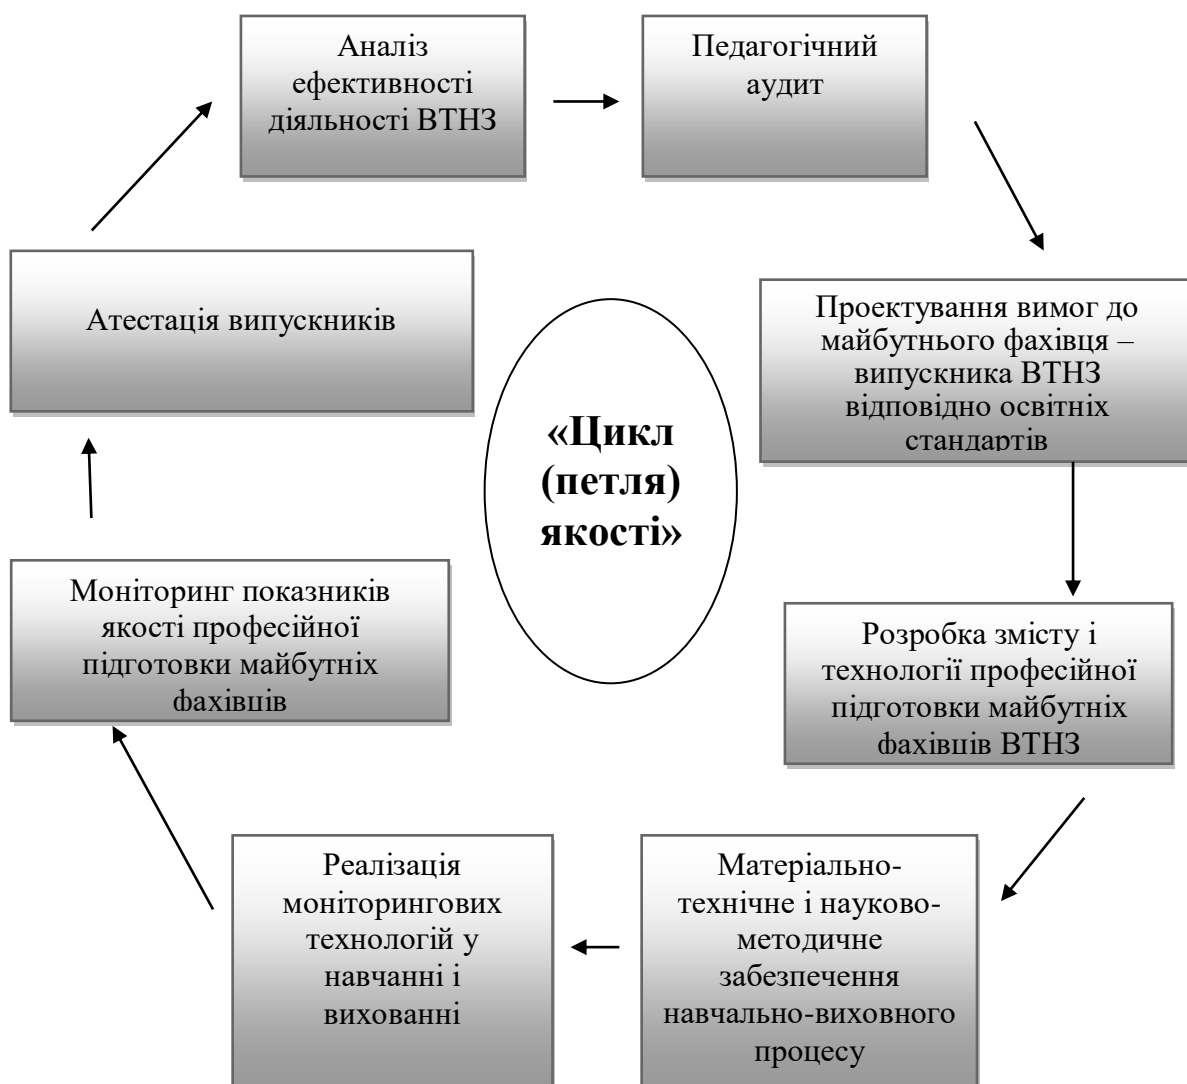 Аналіз
ефективності
діяльності ВТНЗ
Педагогічний
аудит
Проектування вимог до
майбутнього фахівця –
випускника ВТНЗ
відповідно освітніх
стандартів
Розробка змісту і
технології професійної
підготовки майбутніх
фахівців ВТНЗ
Матеріально-
технічне і науково-
методичне
забезпечення
навчально-виховного
процесу
Реалізація
моніторингових
технологій у
навчанні і
вихованні
Моніторинг показників
якості професійної
підготовки майбутніх
фахівців
Атестація випускників
«Цикл
(петля)
якості»